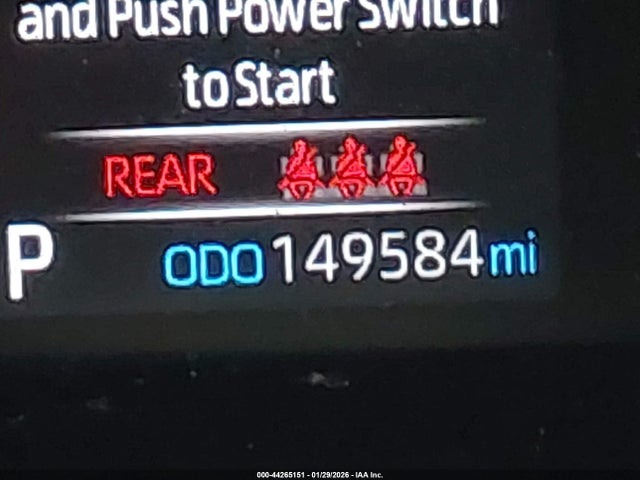 and Push Power Switch
to Start
REAR
P ODO 149584 mi
000-44265151 - 01/29/2026 - IAA Inc.